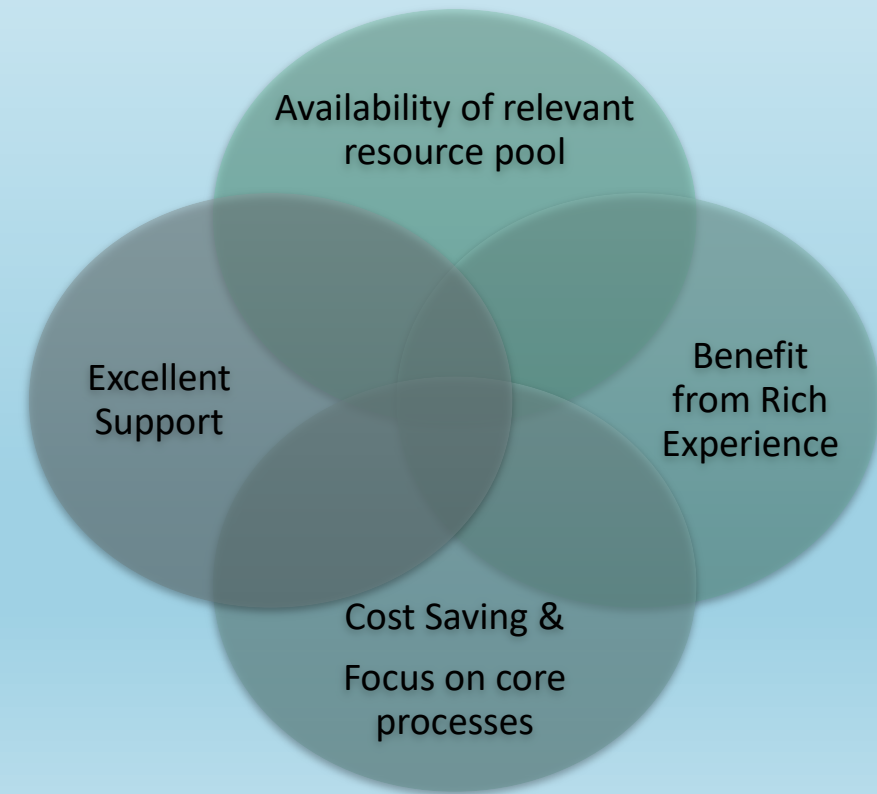 Availability of relevant
resource pool
Excellent
Support
Benefit
from Rich
Experience
Cost Saving &
Focus on core
processes